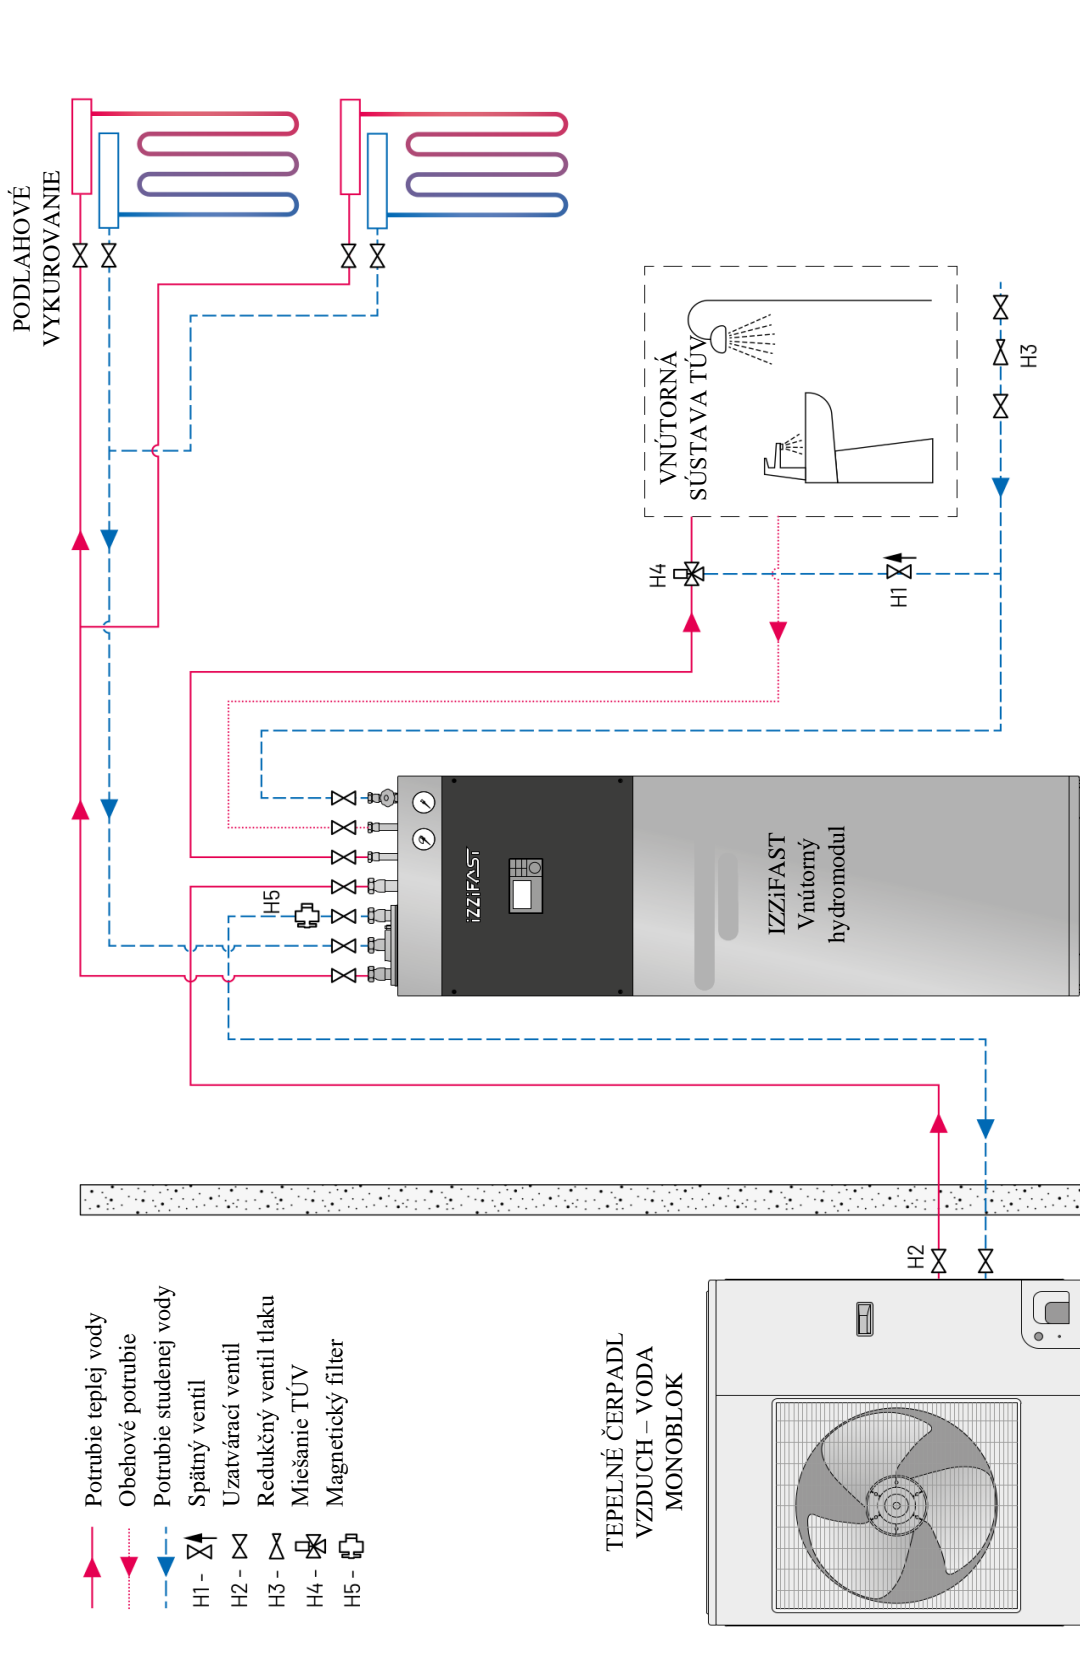 PODLAHOVÉ
VYKUROVANIE
VNÚTORNÁ
SÚSTAVA TÚV
H3
H4
H1
H5
iZZiFAST
IZZiFAST
Vnútorný
hydromodul
H2
TEPELNÉ ČERPADL
VZDUCH – VODA
MONOBLOK
Potrubie teplej vody
Obehové potrubie
Potrubie studenej vody
H1 - Spätný ventil
H2 - Uzatvárací ventil
H3 - Redukčný ventil tlaku
H4 - Miešanie TÚV
H5 - Magnetický filter